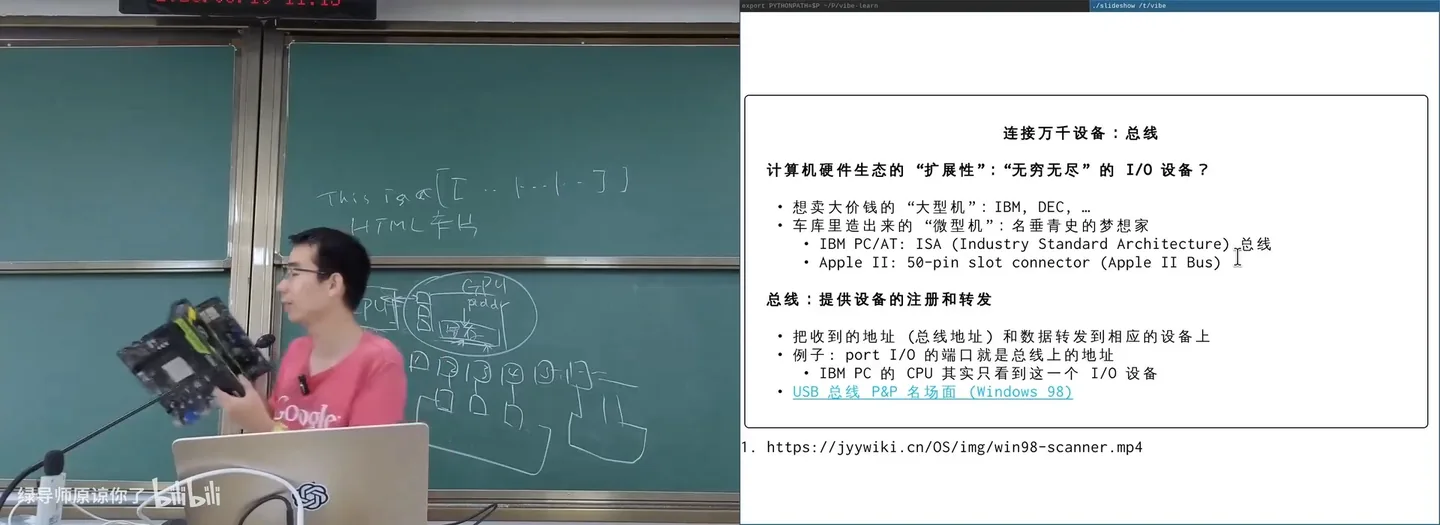 This is a [[ .. |...|.. ] ]
HTML
CPU
GPU
Google
绿导师原谅你了 bilibili
export PYTHONPATH=$P ~/P/vibe-learn
./slideshow /t/vibe
连接万千设备：总线
计算机硬件生态的 “扩展性”：“无穷无尽” 的 I/O 设备？
• 想卖大价钱的 “大型机”：IBM, DEC, …
• 车库里造出来的 “微型机”：名垂青史的梦想家
• IBM PC/AT: ISA (Industry Standard Architecture) 总线
• Apple II: 50-pin slot connector (Apple II Bus)
总线：提供设备的注册和转发
• 把收到的地址 (总线地址) 和数据转发到相应的设备上
• 例子：port I/O 的端口就是总线上的地址
• IBM PC 的 CPU 其实只看到这一个 I/O 设备
• USB 总线 P&P 名场面 (Windows 98)
1. https://jyywiki.cn/OS/img/win98-scanner.mp4